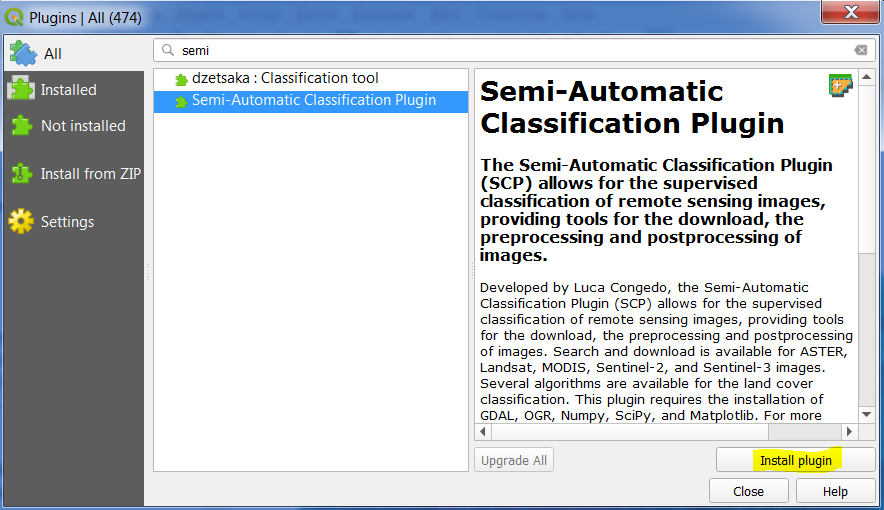 Plugins | All (474)
All
Installed
Not installed
Install from ZIP
Settings
semi
dzetsaka : Classification tool
Semi-Automatic Classification Plugin
Semi-Automatic
Classification Plugin
The Semi-Automatic Classification Plugin
(SCP) allows for the supervised
classification of remote sensing images,
providing tools for the download, the
preprocessing and postprocessing of
images.
Developed by Luca Congedo, the Semi-Automatic
Classification Plugin (SCP) allows for the supervised
classification of remote sensing images, providing tools
for the download, the preprocessing and postprocessing
of images. Search and download is available for ASTER,
Landsat, MODIS, Sentinel-2, and Sentinel-3 images.
Several algorithms are available for the land cover
classification. This plugin requires the installation of
GDAL, OGR, Numpy, SciPy, and Matplotlib. For more
Upgrade All
Install plugin
Close
Help